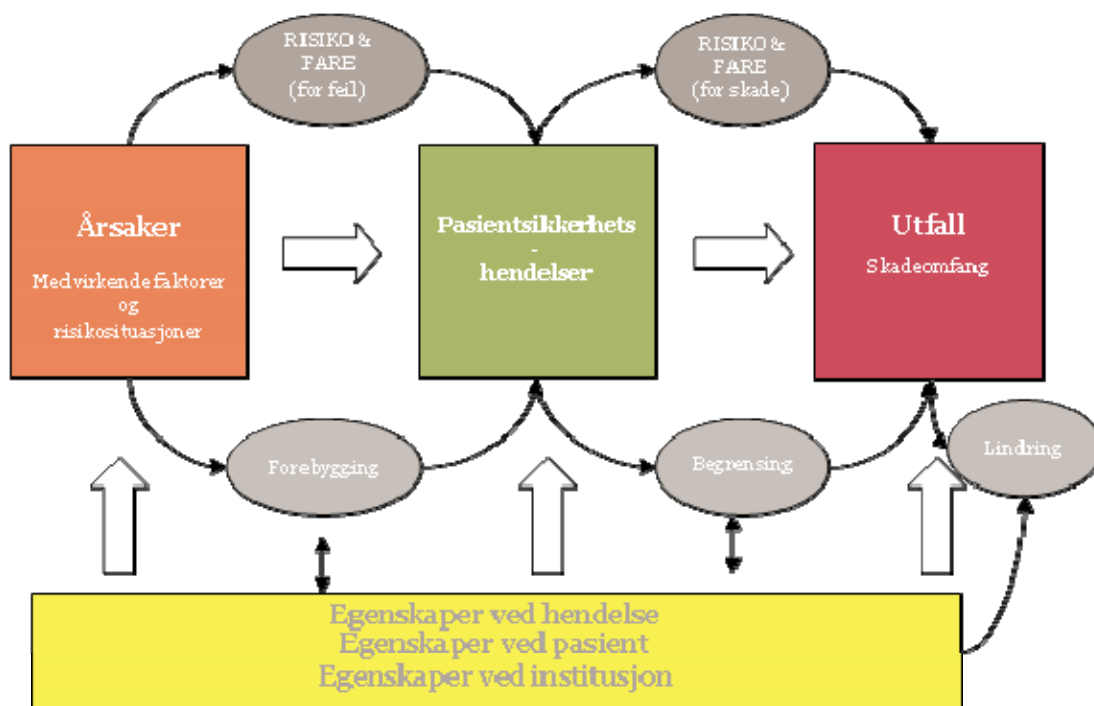 RISIKO &
FARE
(for feil)
RISIKO &
FARE
(for skade)
Årsaker
Medvirkende faktorer
og
risikosituasjoner
Pasientsikkerhets
-
hendelser
Utfall
Skadeomfang
Forebygging
Begrensing
Lindring
Egenskaper ved hendelse
Egenskaper ved pasient
Egenskaper ved institusjon